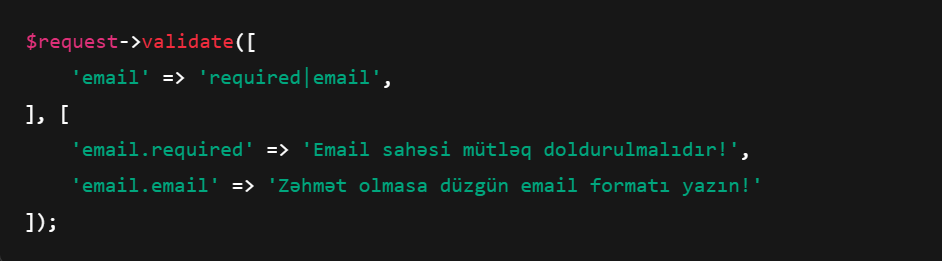 $request->validate([
    'email' => 'required|email',
], [
    'email.required' => 'Email sahəsi mütləq doldurulmalıdır!',
    'email.email' => 'Zəhmət olmasa düzgün email formatı yazın!'
]);